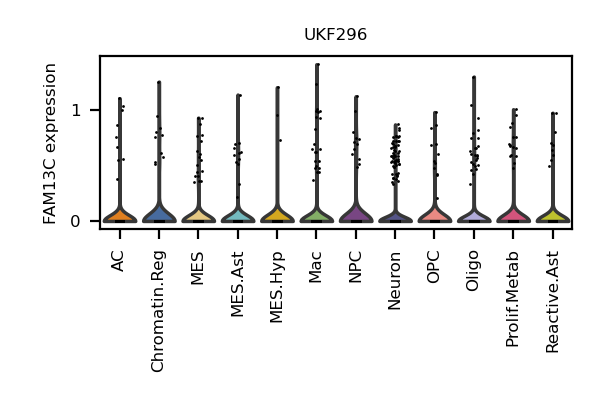 UKF296
FAM13C expression
1
0
AC
Chromatin.Reg
MES
MES.Ast
MES.Hyp
Mac
NPC
Neuron
OPC
Oligo
Prolif.Metab
Reactive.Ast